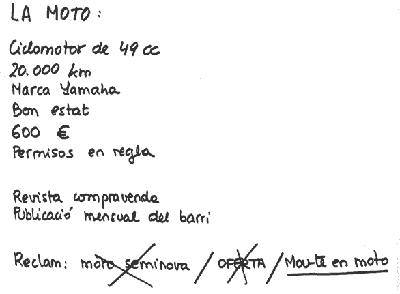 LA MOTO:
Ciclomotor de 49 cc
20.000 km
Marca Yamaha
Bon estat
600 €
Permisos en regla
Revista compravenda
Publicació mensual del barri
Reclam: moto seminova / OFERTA / Mou-te en moto